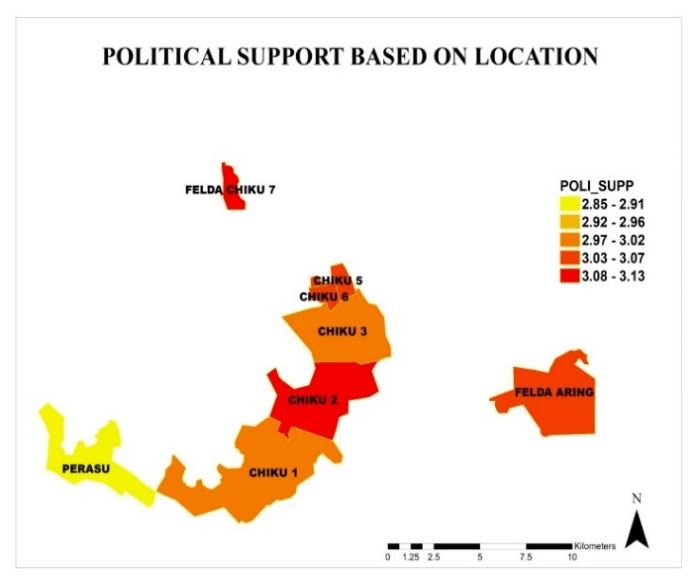 POLITICAL SUPPORT BASED ON LOCATION
FELDA CHIKU 7
POLI_SUPP
2.85 - 2.91
2.92 - 2.96
2.97 - 3.02
3.03 - 3.07
3.08 - 3.13
CHIKU 5
CHIKU 6
CHIKU 3
CHIKU 2
FELDA ARING
PERASU
CHIKU 1
N
Kilometers
0 1.25 2.5 5 7.5 10